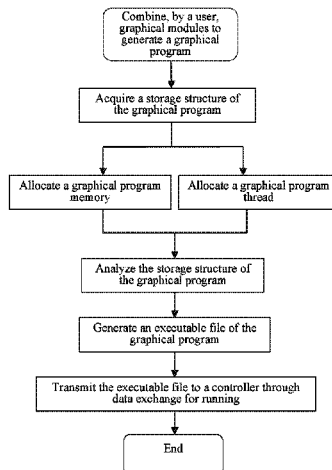 Combine, by a user,
graphical modules to
generate a graphical
program
Acquire a storage structure of
the graphical program
Allocate a graphical program
memory
Allocate a graphical program
thread
Analyze the storage structure of
the graphical program
Generate an executable file of the
graphical program
Transmit the executable file to a controller through
data exchange for running
End